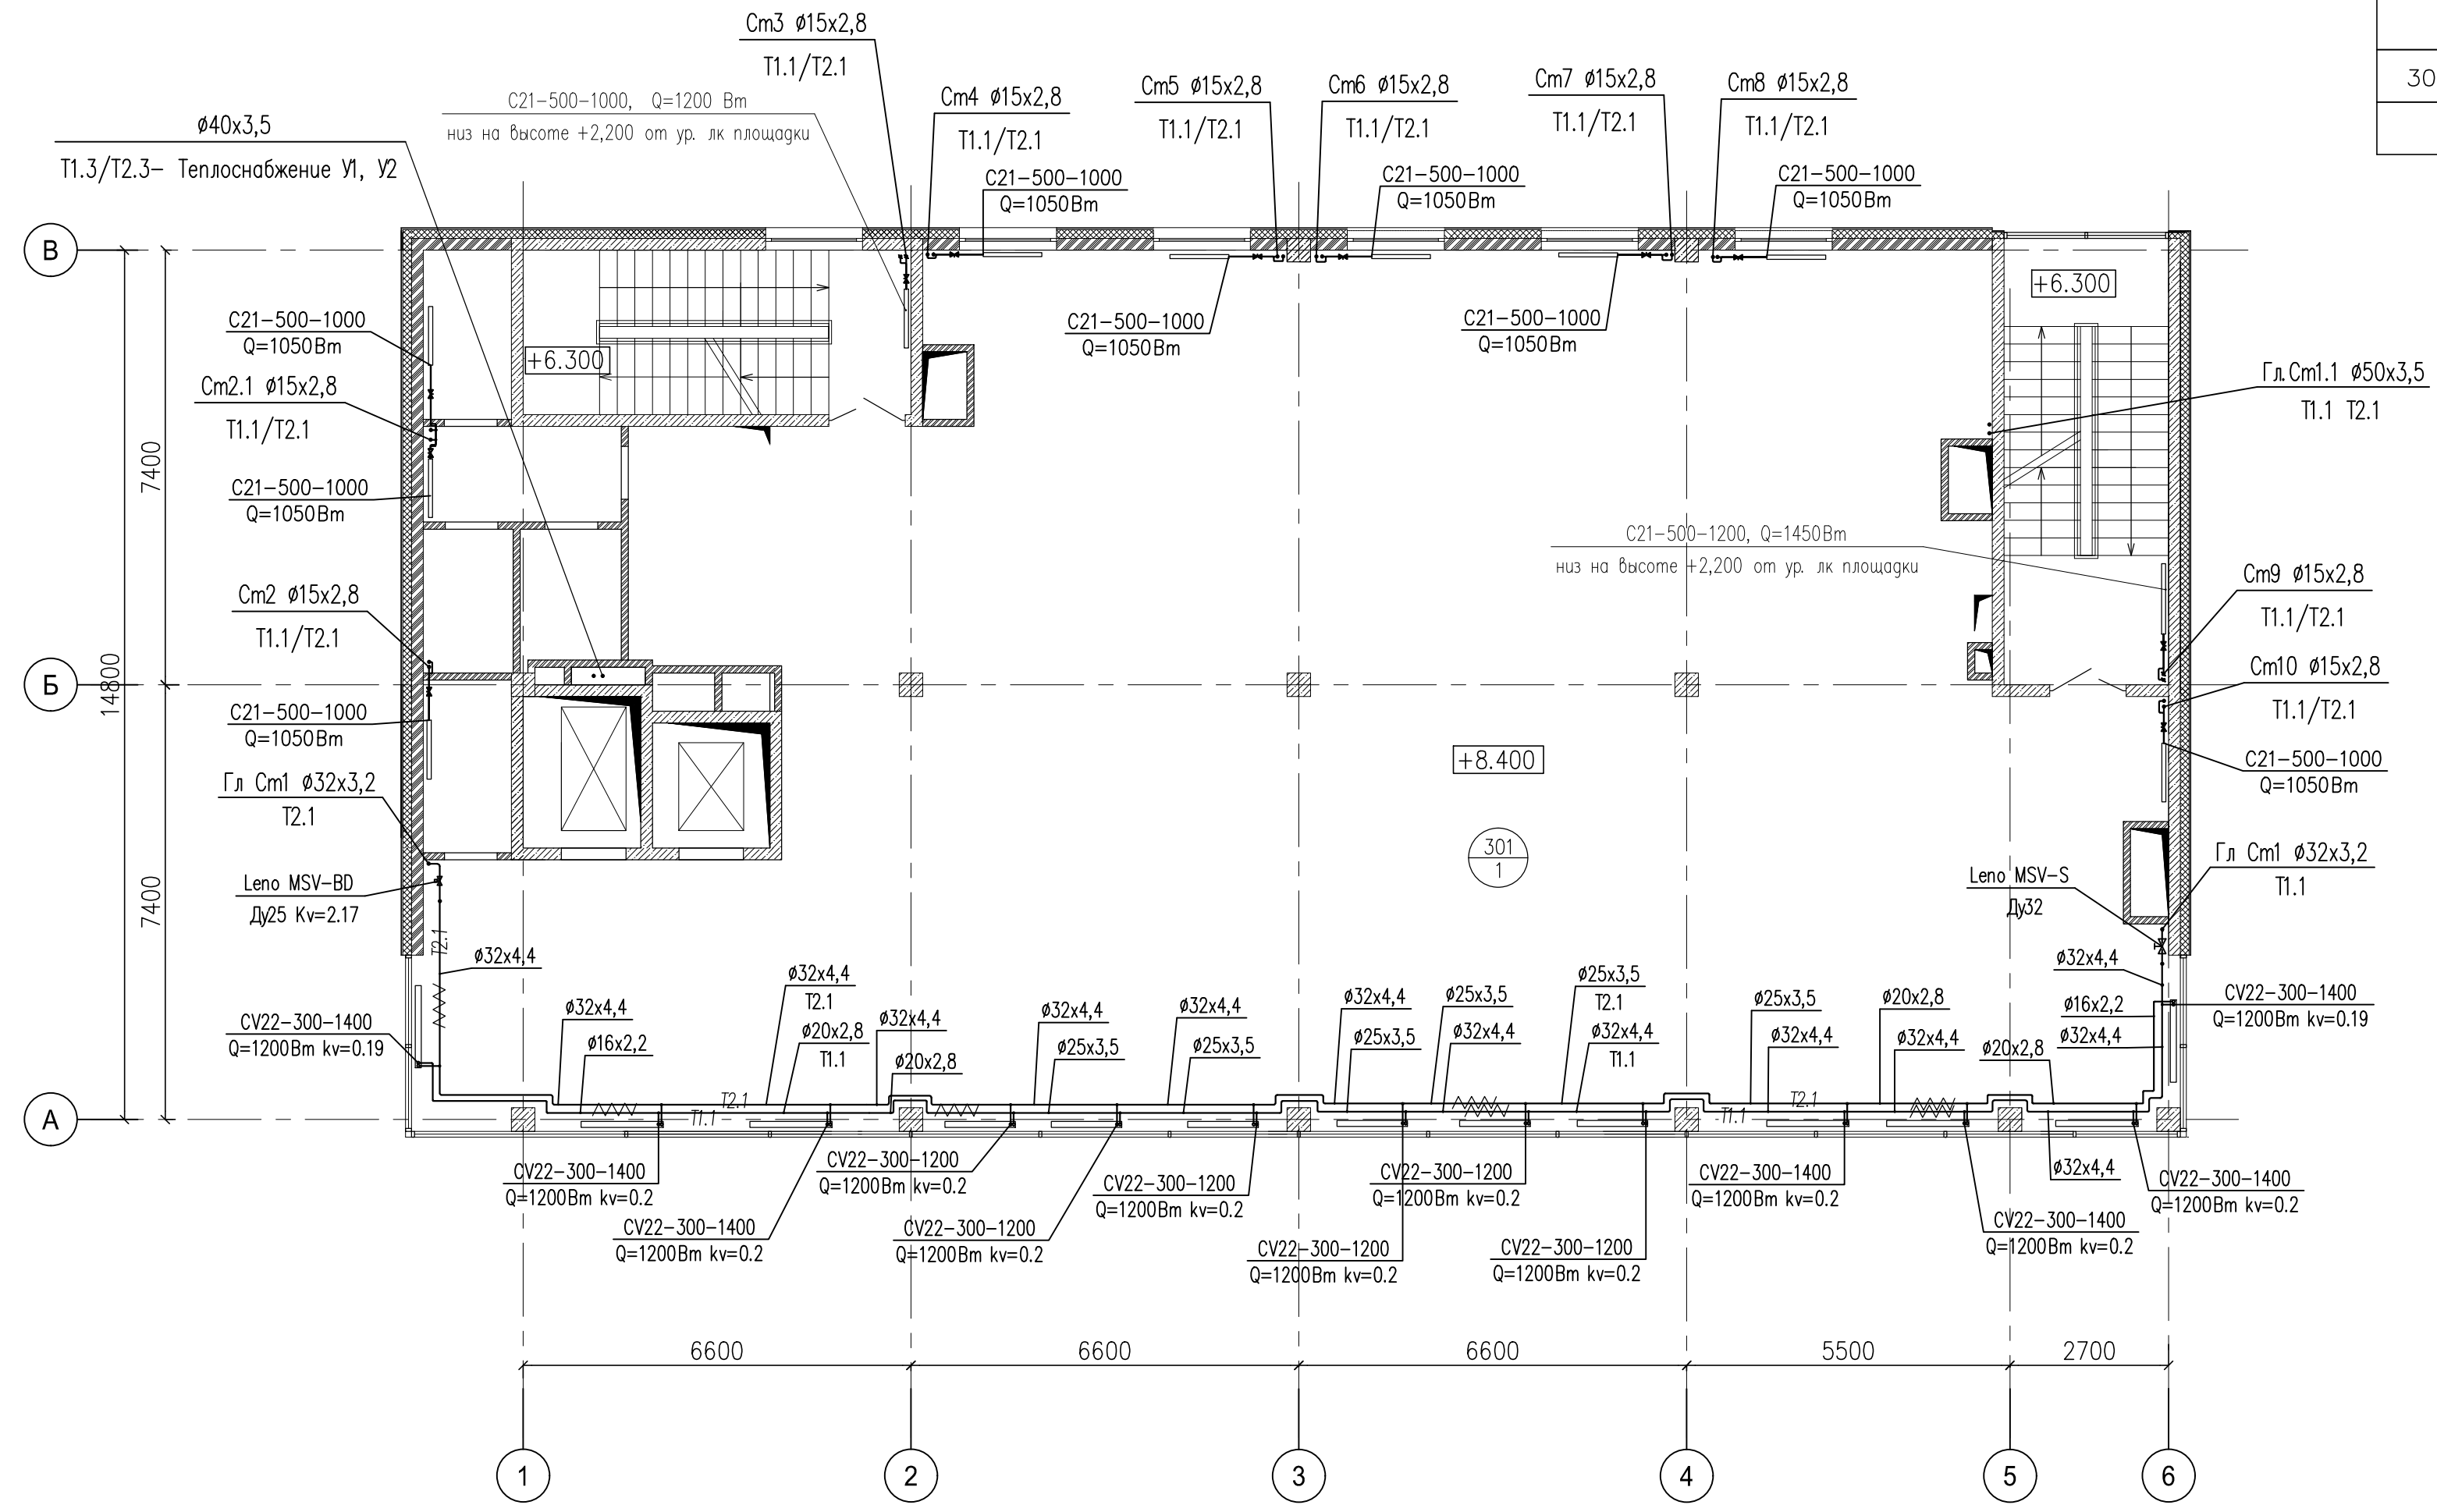 Ст3 ø15х2,8
Т1.1/Т2.1
С21-500-1000, Q=1200 Вт
низ на высоте +2,200 от ур. лк площадки
ø40х3,5
Т1.3/Т2.3- Теплоснабжение У1, У2
Ст4 ø15х2,8
Т1.1/Т2.1
С21-500-1000
Q=1050Вт
Ст5 ø15х2,8
Т1.1/Т2.1
Ст6 ø15х2,8
Т1.1/Т2.1
С21-500-1000
Q=1050Вт
Ст7 ø15х2,8
Т1.1/Т2.1
Ст8 ø15х2,8
Т1.1/Т2.1
С21-500-1000
Q=1050Вт
30
В
+6.300
+6.300
С21-500-1000
Q=1050Вт
С21-500-1000
Q=1050Вт
С21-500-1000
Q=1050Вт
Ст2.1 ø15х2,8
Т1.1/Т2.1
Гл.Ст1.1 ø50х3,5
Т1.1 Т2.1
7400
С21-500-1000
Q=1050Вт
С21-500-1200, Q=1450Вт
низ на высоте +2,200 от ур. лк площадки
Ст2 ø15х2,8
Т1.1/Т2.1
Ст9 ø15х2,8
Т1.1/Т2.1
Б
14800
Ст10 ø15х2,8
Т1.1/Т2.1
С21-500-1000
Q=1050Вт
+8.400
С21-500-1000
Q=1050Вт
Гл Ст1 ø32х3,2
Т2.1
301
1
Гл Ст1 ø32х3,2
Т1.1
Leno MSV-BD
Ду25 Kv=2.17
Leno MSV-S
Ду32
7400
Т2.1
ø32х4,4
ø32х4,4
Т2.1
ø25х3,5
Т2.1
ø32х4,4
ø32х4,4
ø32х4,4
ø32х4,4
ø32х4,4
ø32х4,4
ø25х3,5
ø25х3,5
ø20х2,8
ø16х2,2
CV22-300-1400
Q=1200Вт kv=0.19
CV22-300-1400
Q=1200Вт kv=0.19
ø16х2,2
ø20х2,8
Т1.1
ø20х2,8
ø25х3,5
ø25х3,5
ø25х3,5
ø32х4,4
ø32х4,4
Т1.1
ø32х4,4
ø32х4,4
ø20х2,8
ø32х4,4
А
Т2.1
Т1.1
Т2.1
Т1.1
CV22-300-1400
Q=1200Вт kv=0.2
CV22-300-1200
Q=1200Вт kv=0.2
CV22-300-1200
Q=1200Вт kv=0.2
CV22-300-1200
Q=1200Вт kv=0.2
CV22-300-1400
Q=1200Вт kv=0.2
ø32х4,4
CV22-300-1400
Q=1200Вт kv=0.2
CV22-300-1400
Q=1200Вт kv=0.2
CV22-300-1200
Q=1200Вт kv=0.2
CV22-300-1200
Q=1200Вт kv=0.2
CV22-300-1200
Q=1200Вт kv=0.2
CV22-300-1400
Q=1200Вт kv=0.2
6600
6600
6600
5500
2700
1
2
3
4
5
6